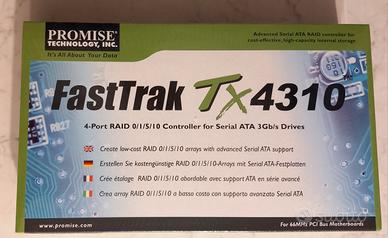 PROMISE
TECHNOLOGY, INC.
It's All About Your Data
Advanced Serial ATA RAID controller for
cost-effective, high-capacity internal storage
FastTrak TX4310
4-Port RAID 0/1/5/10 Controller for Serial ATA 3Gb/s Drives
Create low-cost RAID 0/1/5/10 arrays with advanced Serial ATA support
Erstellen Sie kostengünstige RAID 0/1/5/10-Arrays mit Serial ATA-Festplatten
Crée étalage RAID 0/1/5/10 abordable avec support ATA en série avancé
Crea array RAID 0/1/5/10 a basso costo con supporto avanzato Serial ATA
www.promise.com
For 66MHz PCI Bus Motherboards